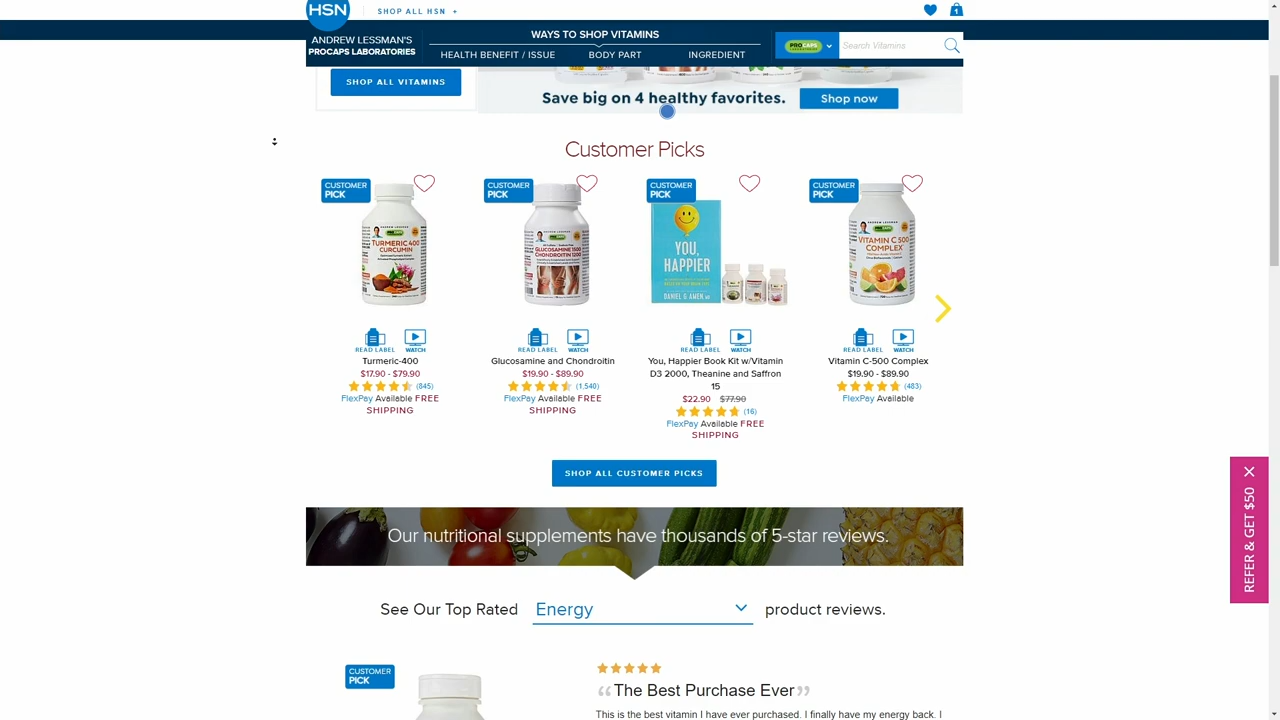 HSN
SHOP ALL HSN +
1
ANDREW LESSMAN'S
PROCAPS LABORATORIES
WAYS TO SHOP VITAMINS
HEALTH BENEFIT / ISSUE
BODY PART
INGREDIENT
PROCAPS
Search Vitamins
SHOP ALL VITAMINS
Save big on 4 healthy favorites.
Shop now
Customer Picks
CUSTOMER
PICK
TURMERIC 400
CURCUMIN
READ LABEL
WATCH
Turmeric-400
$17.90 - $79.90
(845)
FlexPay Available FREE
SHIPPING
CUSTOMER
PICK
GLUCOSAMINE 1500
CHONDROITIN 1200
READ LABEL
WATCH
Glucosamine and Chondroitin
$19.90 - $89.90
(1,540)
FlexPay Available FREE
SHIPPING
CUSTOMER
PICK
YOU,
HAPPIER
DANIEL G. AMEN, MD
READ LABEL
WATCH
You, Happier Book Kit w/Vitamin
D3 2000, Theanine and Saffron
15
$22.90 $77.90
(16)
FlexPay Available FREE
SHIPPING
CUSTOMER
PICK
VITAMIN C 500
COMPLEX
READ LABEL
WATCH
Vitamin C-500 Complex
$19.90 - $89.90
(483)
FlexPay Available
SHOP ALL CUSTOMER PICKS
Our nutritional supplements have thousands of 5-star reviews.
See Our Top Rated Energy product reviews.
CUSTOMER
PICK
“The Best Purchase Ever”
This is the best vitamin I have ever purchased. I finally have my energy back. I
REFER & GET $50